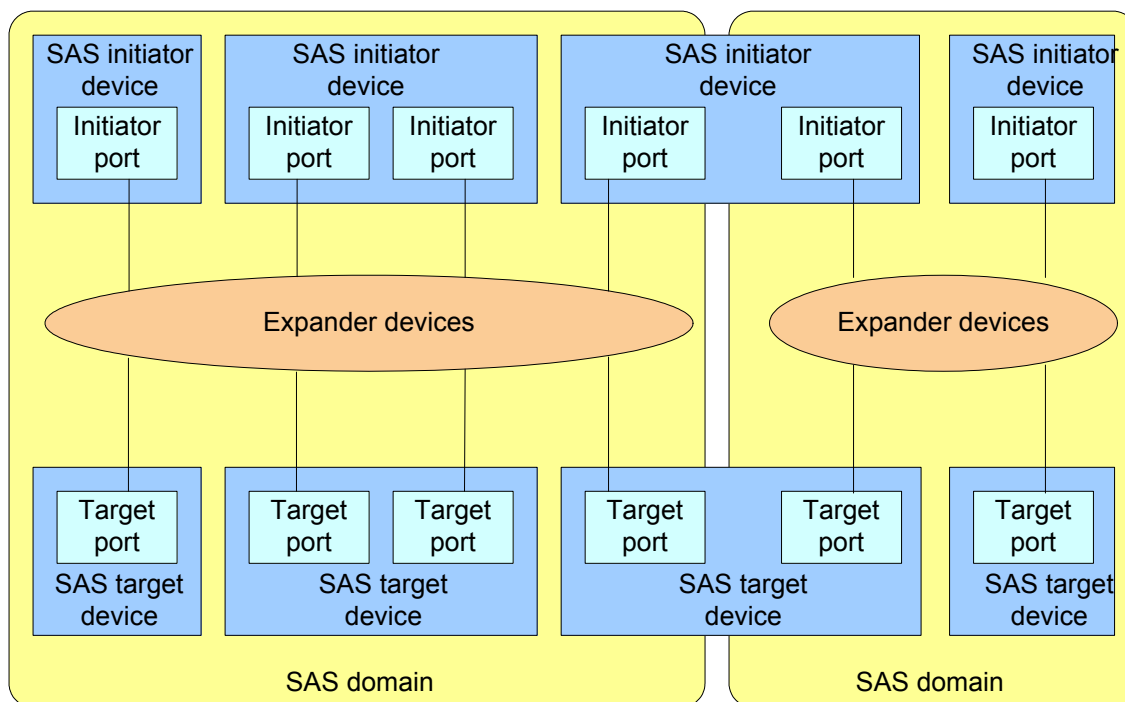 SAS initiator
device
SAS initiator
device
SAS initiator
device
SAS initiator
device
Initiator
port
Initiator
port
Initiator
port
Initiator
port
Initiator
port
Initiator
port
Expander devices
Expander devices
Target
port
Target
port
Target
port
Target
port
Target
port
Target
port
SAS target
device
SAS target
device
SAS target
device
SAS target
device
SAS domain
SAS domain